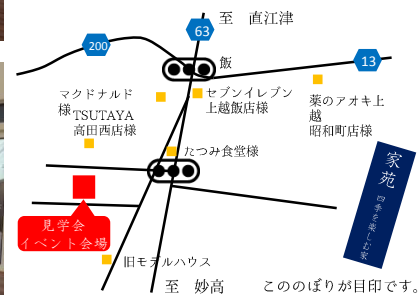 至　直江津
63
200
飯
13
マクドナルド
様
セブンイレブン
上越飯店様
薬のアオキ上
越
昭和町店様
TSUTAYA
高田西店様
たつみ食堂様
家苑
四季を楽しむ家
見学会
イベント会場
旧モデルハウス
至　妙高
こののぼりが目印です。